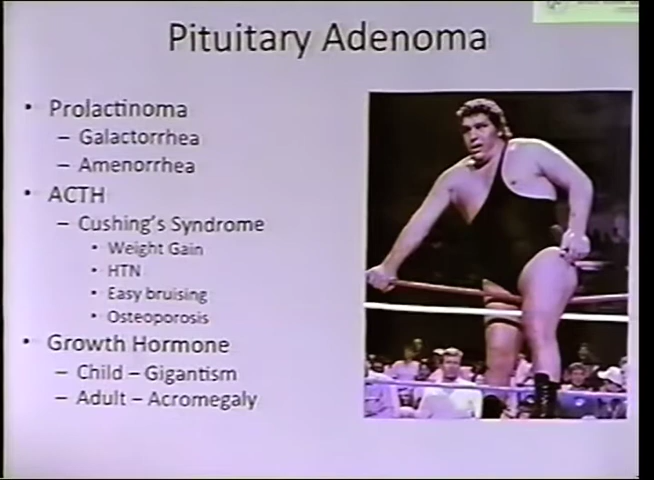 Pituitary Adenoma
• Prolactinoma
– Galactorrhea
– Amenorrhea
• ACTH
– Cushing's Syndrome
• Weight Gain
• HTN
• Easy bruising
• Osteoporosis
• Growth Hormone
– Child – Gigantism
– Adult – Acromegaly